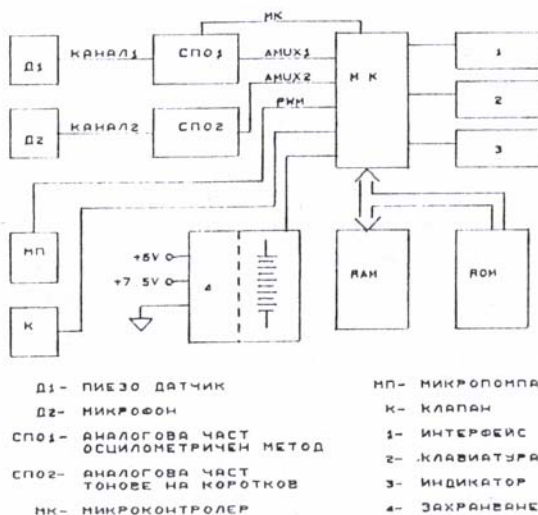 МК
Д1
КАНАЛ1
СПО1
AMUX1
МК
1
AMUX2
Д2
КАНАЛ2
СПО2
PWM
2
3
МП
+6V
+7.5V
4
К
RAM
ROM
Д1- ПИЕЗО ДАТЧИК
Д2- МИКРОФОН
СПО1- АНАЛОГОВА ЧАСТ
ОСЦИЛОМЕТРИЧЕН МЕТОД
СПО2- АНАЛОГОВА ЧАСТ
ТОНОВЕ НА КОРОТКОВ
МК- МИКРОКОНТРОЛЕР
МП- МИКРОПОМПА
К- КЛАПАН
1- ИНТЕРФЕЙС
2- КЛАВИАТУРА
3- ИНДИКАТОР
4- ЗАХРАНВАНЕ